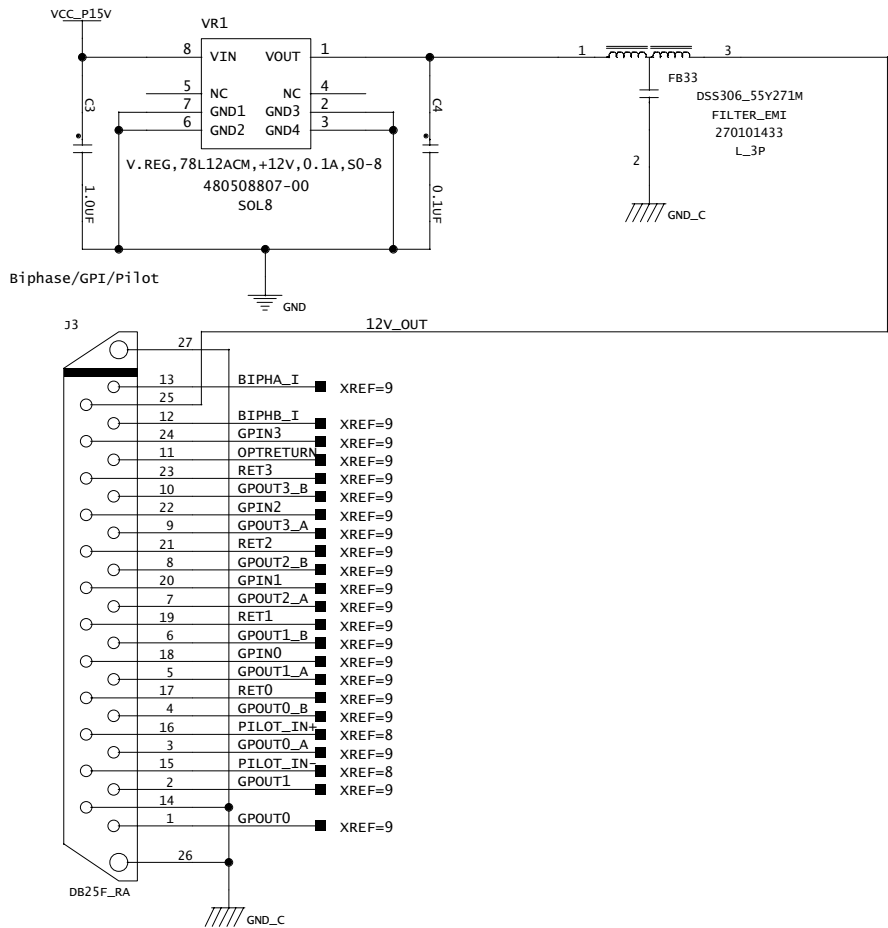 VCC_P15V
VR1
8 VIN VOUT 1
5 NC NC 4
7 GND1 GND3 2
6 GND2 GND4 3
C3
1.0UF
C4
0.1UF
V.REG,78L12ACM,+12V,0.1A,SO-8
480508807-00
SOL8
GND
1 3
FB33
DSS306_55Y271M
FILTER_EMI
270101433
L_3P
2
GND_C
Biphase/GPI/Pilot
12V_OUT
J3
27
13 BIPHA_I XREF=9
25
12 BIPHB_I XREF=9
24 GPIN3 XREF=9
11 OPTRETURN XREF=9
23 RET3 XREF=9
10 GPOUT3_B XREF=9
22 GPIN2 XREF=9
9 GPOUT3_A XREF=9
21 RET2 XREF=9
8 GPOUT2_B XREF=9
20 GPIN1 XREF=9
7 GPOUT2_A XREF=9
19 RET1 XREF=9
6 GPOUT1_B XREF=9
18 GPIN0 XREF=9
5 GPOUT1_A XREF=9
17 RET0 XREF=9
4 GPOUT0_B XREF=9
16 PILOT_IN+ XREF=8
3 GPOUT0_A XREF=9
15 PILOT_IN- XREF=8
2 GPOUT1 XREF=9
14
1 GPOUT0 XREF=9
26
DB25F_RA
GND_C